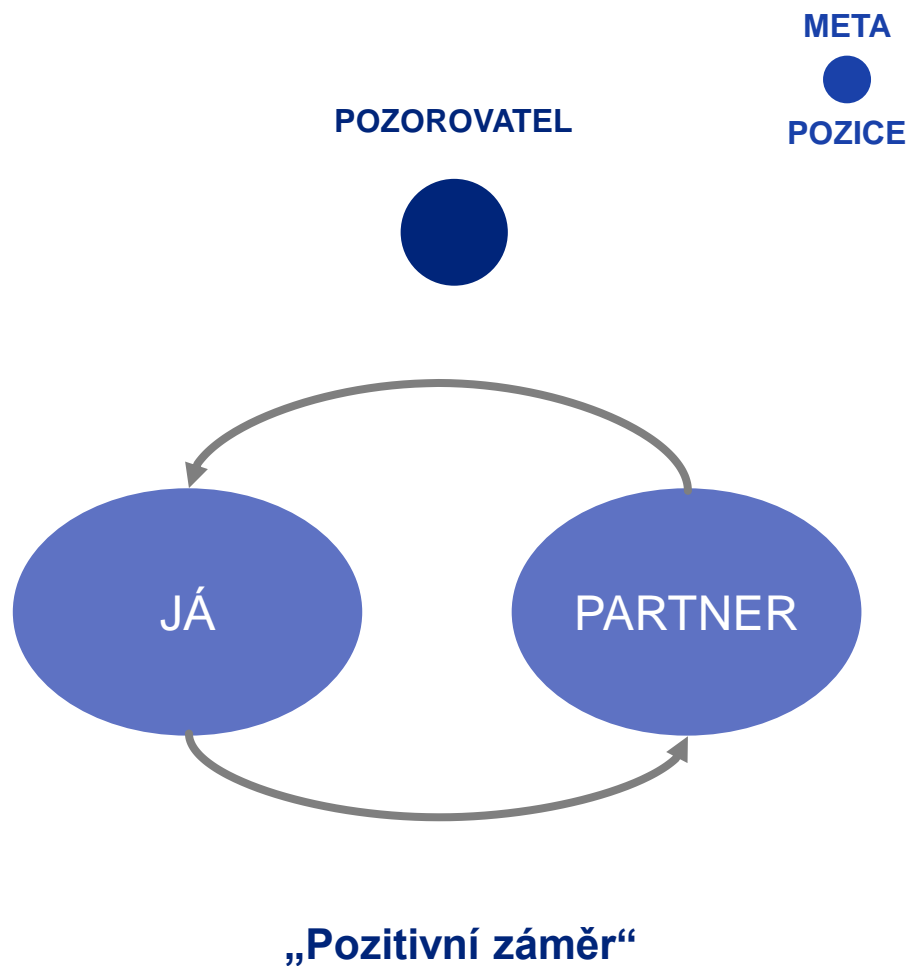 META
POZICE
POZOROVATEL
JÁ
PARTNER
„Pozitivní záměr“